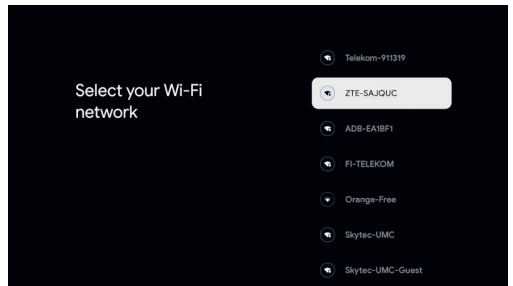 Select your Wi-Fi
network
Telekom-911319
ZTE-SAJQUC
ADB-EA1BF1
FI-TELEKOM
Orange-Free
Skytec-UMC
Skytec-UMC-Guest